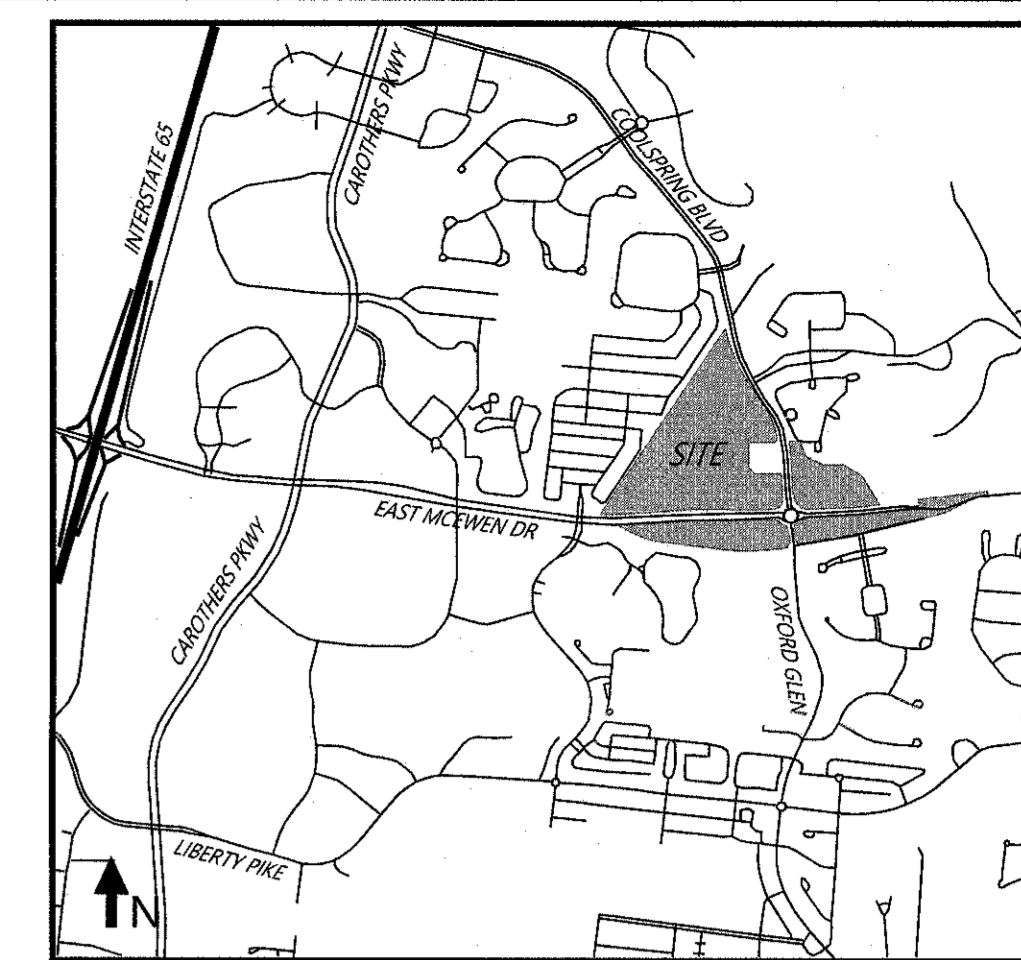 CAROTHERS PKWY
COOLSPRING BLVD
INTERSTATE 65
SITE
EAST MCEWEN DR
CAROTHERS PKWY
OXFORD GLEN
LIBERTY PIKE
N